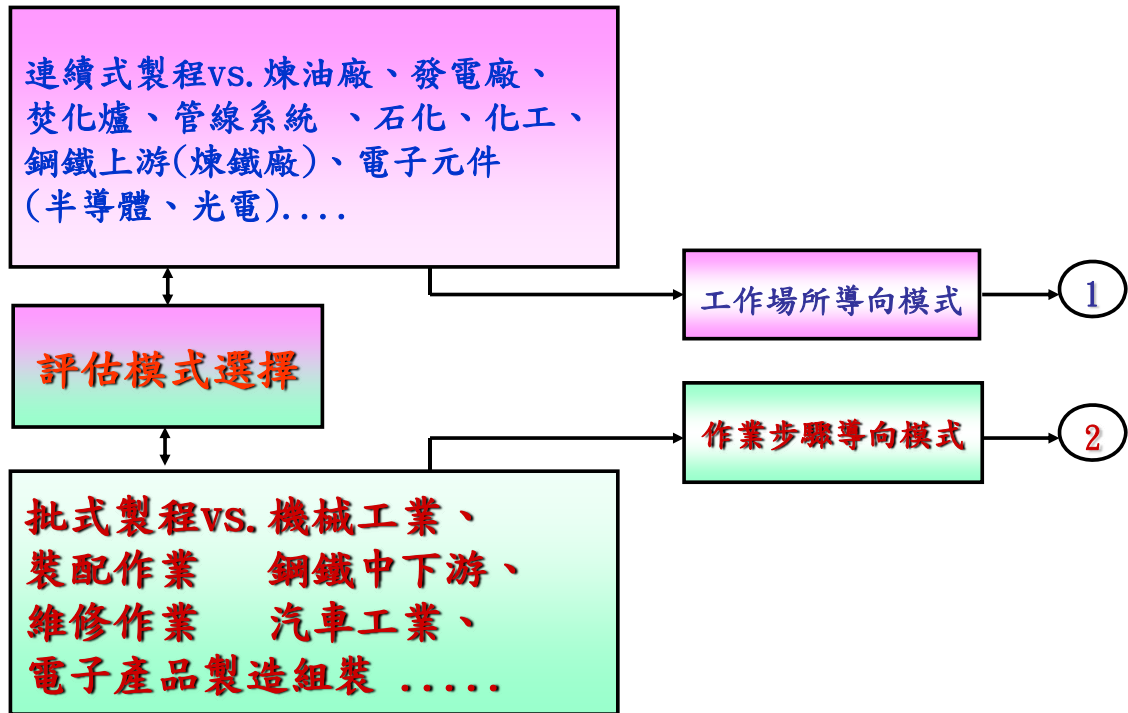 連續式製程vs.煉油廠、發電廠、
焚化爐、管線系統 、石化、化工、
鋼鐵上游(煉鐵廠)、電子元件
(半導體、光電)....
工作場所導向模式
1
評估模式選擇
作業步驟導向模式
2
批式製程vs.機械工業、
裝配作業 鋼鐵中下游、
維修作業 汽車工業、
電子產品製造組裝 .....